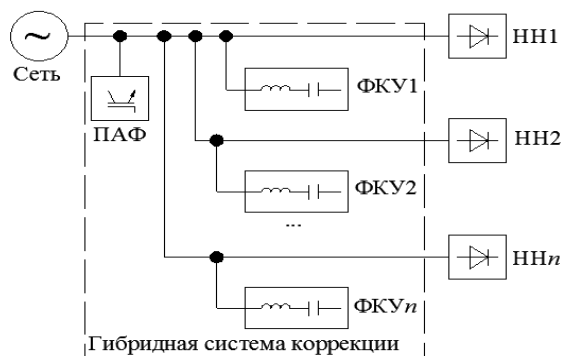 ~
Сеть
ПАФ
НН1
ФКУ1
НН2
ФКУ2
...
ННn
ФКУn
Гибридная система коррекции